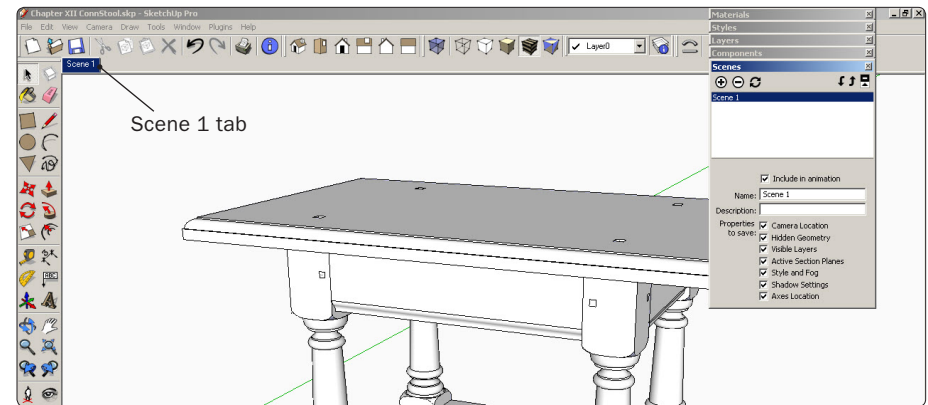 Chapter XII ConnStool.skp - SketchUp Pro
File Edit View Camera Draw Tools Window Plugins Help
Layer0
Scene 1
Scene 1 tab
ABC
Materials
Styles
Layers
Components
Scenes
Scene 1
Include in animation
Name: Scene 1
Description:
Properties to save:
Camera Location
Hidden Geometry
Visible Layers
Active Section Planes
Style and Fog
Shadow Settings
Axes Location